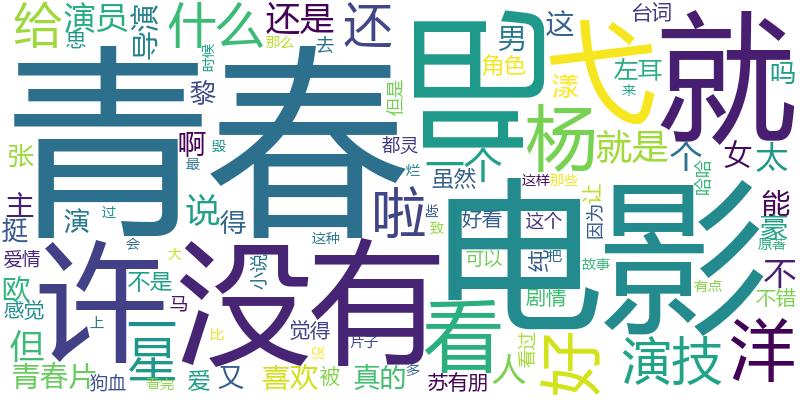 给 演员 导演 什么 还是 还 都 男 这 台词 就
思 那么 时候 去 角色 弋 左耳 吗
青春 黎 但是 漾 来
啊 毁 都灵 一个 杨 就是 个 女 太
张 最 烂 虽然 这样 那些 让 哈哈
主 过 演 说 得 啦 龄 好看 这个 因为 能
挺 会 这种 致 电影 豪
爱情 许 没有 小说 可以 纯 把 故事 原著 不
欧 不是 大 看 剧情 有点 不错
感觉 马 觉得
但 星 上 比 没 片子 看过 好 演技 洋
青春片 狗血 看完 爱 又 喜欢 被 真的 多 苏有朋 人